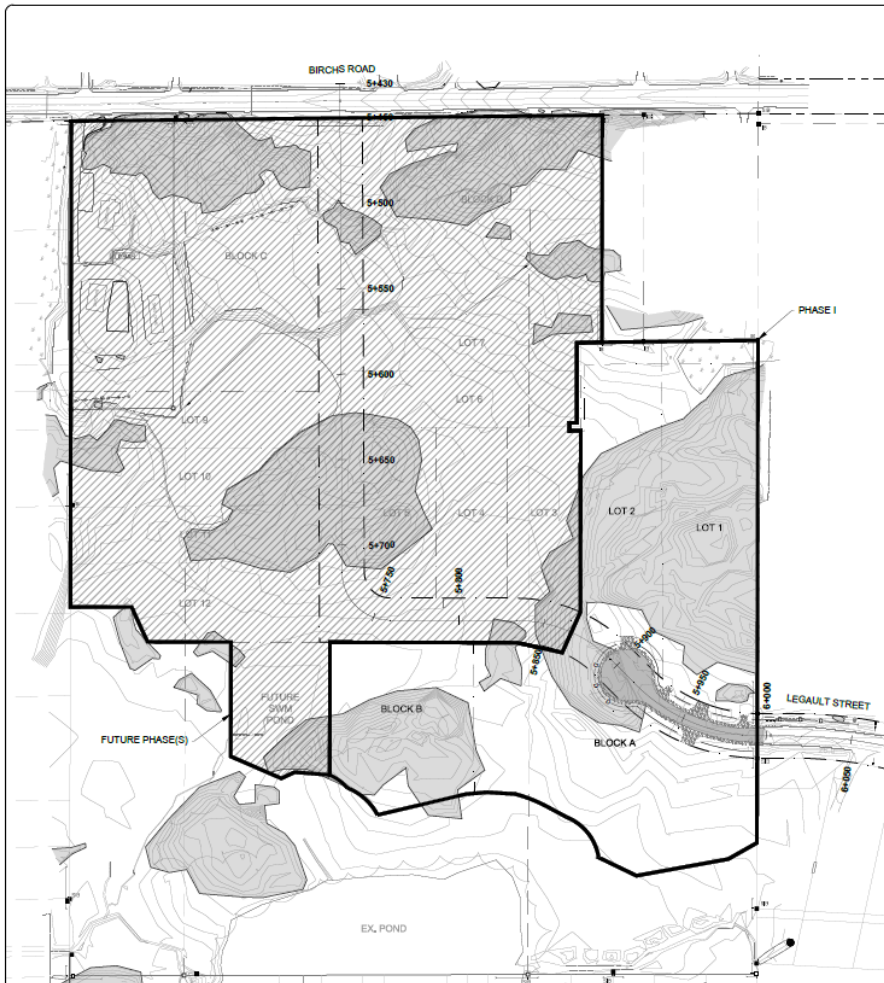 BIRCHS ROAD
5+430
5+500
BLOCK D
BLOCK C
5+550
PHASE I
LOT 7
5+600
LOT 6
LOT 9
5+650
LOT 10
LOT 5
LOT 4
LOT 3
LOT 2
LOT 1
LOT 11
5+700
5+750
5+800
LOT 12
5+850
5+900
5+950
6+000
LEGAULT STREET
FUTURE
SWM
POND
BLOCK B
FUTURE PHASE(S)
BLOCK A
6+050
EX. POND